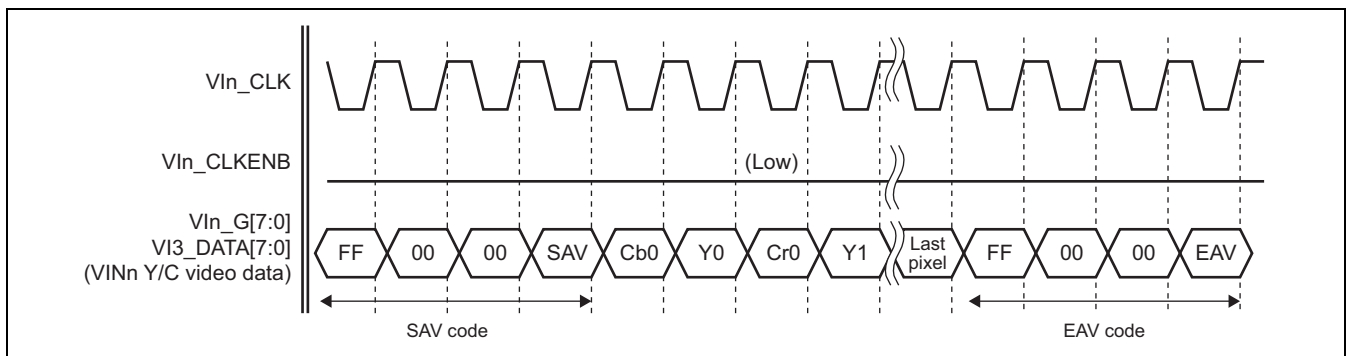 VIn_CLK
VIn_CLKENB
(Low)
VIn_G[7:0]
VI3_DATA[7:0]
(VINn Y/C video data)
FF 00 00 SAV Cb0 Y0 Cr0 Y1 Last pixel FF 00 00 EAV
SAV code EAV code